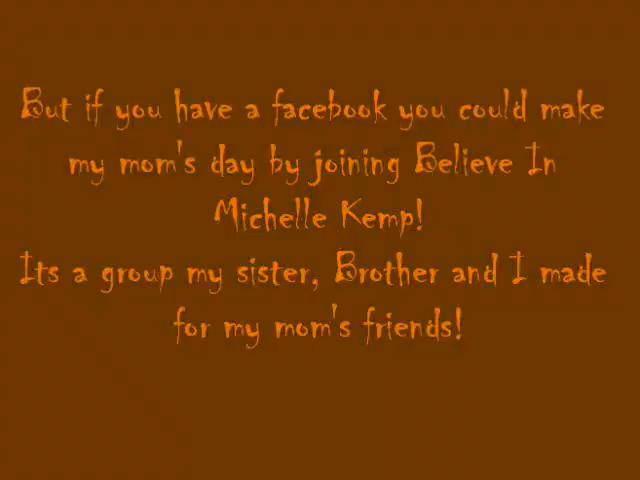 But if you have a facebook you could make
my mom's day by joining Believe In
Michelle Kemp!
Its a group my sister, Brother and I made
for my mom's friends!